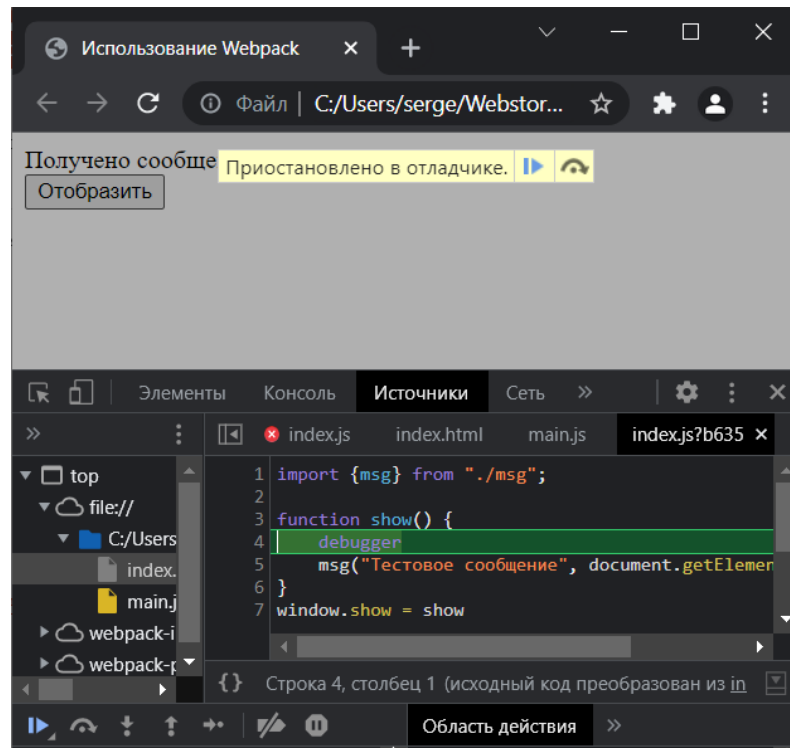 Использование Webpack
Файл | C:/Users/serge/Webstor...
Получено сообще
Приостановлено в отладчике.
Отобразить
Элементы Консоль Источники Сеть »
» index.js index.html main.js index.js?b635
top
file://
C:/Users
index.
main.j
webpack-i
webpack-p
1 import {msg} from "./msg";
2
3 function show() {
4 debugger
5 msg("Тестовое сообщение", document.getElemen
6 }
7 window.show = show
{} Строка 4, столбец 1 (исходный код преобразован из in
Область действия »